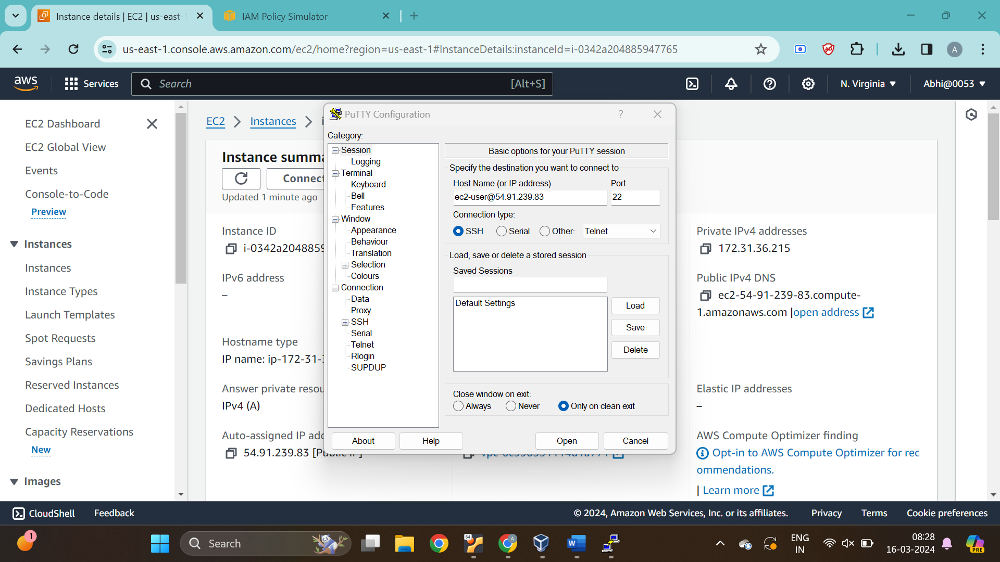 Instance details | EC2 | us-east-1
IAM Policy Simulator
us-east-1.console.aws.amazon.com/ec2/home?region=us-east-1#InstanceDetails:instanceId=i-0342a204885947765
A
aws
Services
Search
[Alt+S]
N. Virginia
Abhi@0053
EC2 Dashboard
EC2 Global View
Events
Console-to-Code
Preview
Instances
Instances
Instance Types
Launch Templates
Spot Requests
Savings Plans
Reserved Instances
Dedicated Hosts
Capacity Reservations
New
Images
EC2
Instances
Instance summa
Connect
Updated 1 minute ago
Instance ID
i-0342a2048859
IPv6 address
–
Hostname type
IP name: ip-172-31-3
Answer private resou
IPv4 (A)
Auto-assigned IP add
54.91.239.83 [Public IP]
PuTTY Configuration
?
Category:
Session
Logging
Terminal
Keyboard
Bell
Features
Window
Appearance
Behaviour
Translation
Selection
Colours
Connection
Data
Proxy
SSH
Serial
Telnet
Rlogin
SUPDUP
Basic options for your PuTTY session
Specify the destination you want to connect to
Host Name (or IP address)
Port
ec2-user@54.91.239.83
22
Connection type:
SSH
Serial
Other:
Telnet
Load, save or delete a stored session
Saved Sessions
Default Settings
Load
Save
Delete
Close window on exit:
Always
Never
Only on clean exit
About
Help
Open
Cancel
Private IPv4 addresses
172.31.36.215
Public IPv4 DNS
ec2-54-91-239-83.compute-
1.amazonaws.com |open address
Elastic IP addresses
–
AWS Compute Optimizer finding
Opt-in to AWS Compute Optimizer for rec
ommendations.
| Learn more
CloudShell
Feedback
© 2024, Amazon Web Services, Inc. or its affiliates.
Privacy
Terms
Cookie preferences
1
Search
64
A
W
ENG
IN
08:28
16-03-2024
PRE